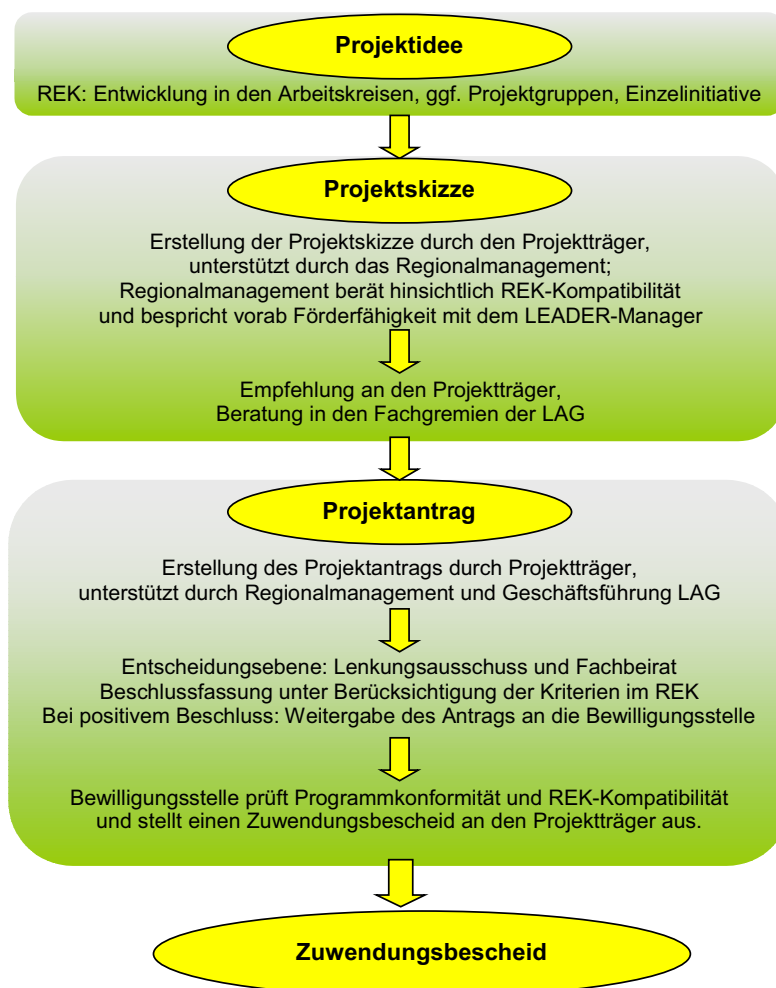 Projektidee
REK: Entwicklung in den Arbeitskreisen, ggf. Projektgruppen, Einzelinitiative
Projektskizze
Erstellung der Projektskizze durch den Projektträger,
unterstützt durch das Regionalmanagement;
Regionalmanagement berät hinsichtlich REK-Kompatibilität
und bespricht vorab Förderfähigkeit mit dem LEADER-Manager
Empfehlung an den Projektträger,
Beratung in den Fachgremien der LAG
Projektantrag
Erstellung des Projektantrags durch Projektträger,
unterstützt durch Regionalmanagement und Geschäftsführung LAG
Entscheidungsebene: Lenkungsausschuss und Fachbeirat
Beschlussfassung unter Berücksichtigung der Kriterien im REK
Bei positivem Beschluss: Weitergabe des Antrags an die Bewilligungsstelle
Bewilligungsstelle prüft Programmkonformität und REK-Kompatibilität
und stellt einen Zuwendungsbescheid an den Projektträger aus.
Zuwendungsbescheid